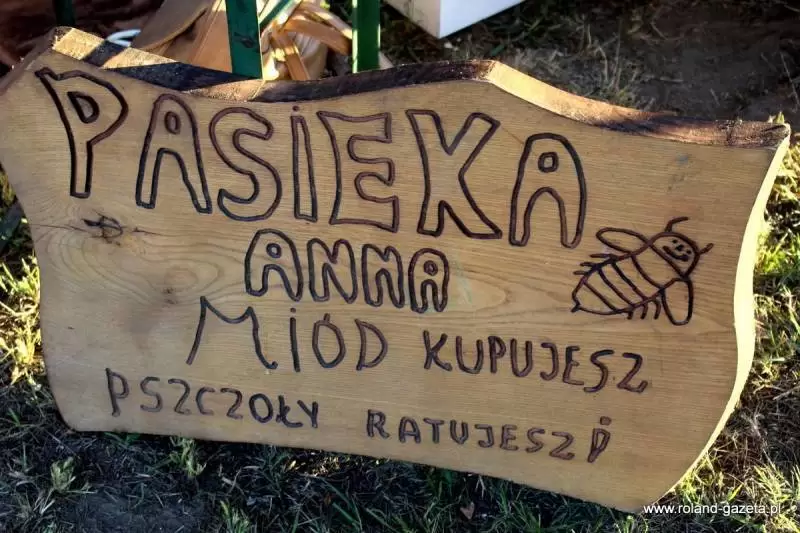 PASiEKA
ANNA
MiÓD KUPUJESZ
PSZCZOŁY RATUJESZ!
www.roland-gazeta.pl